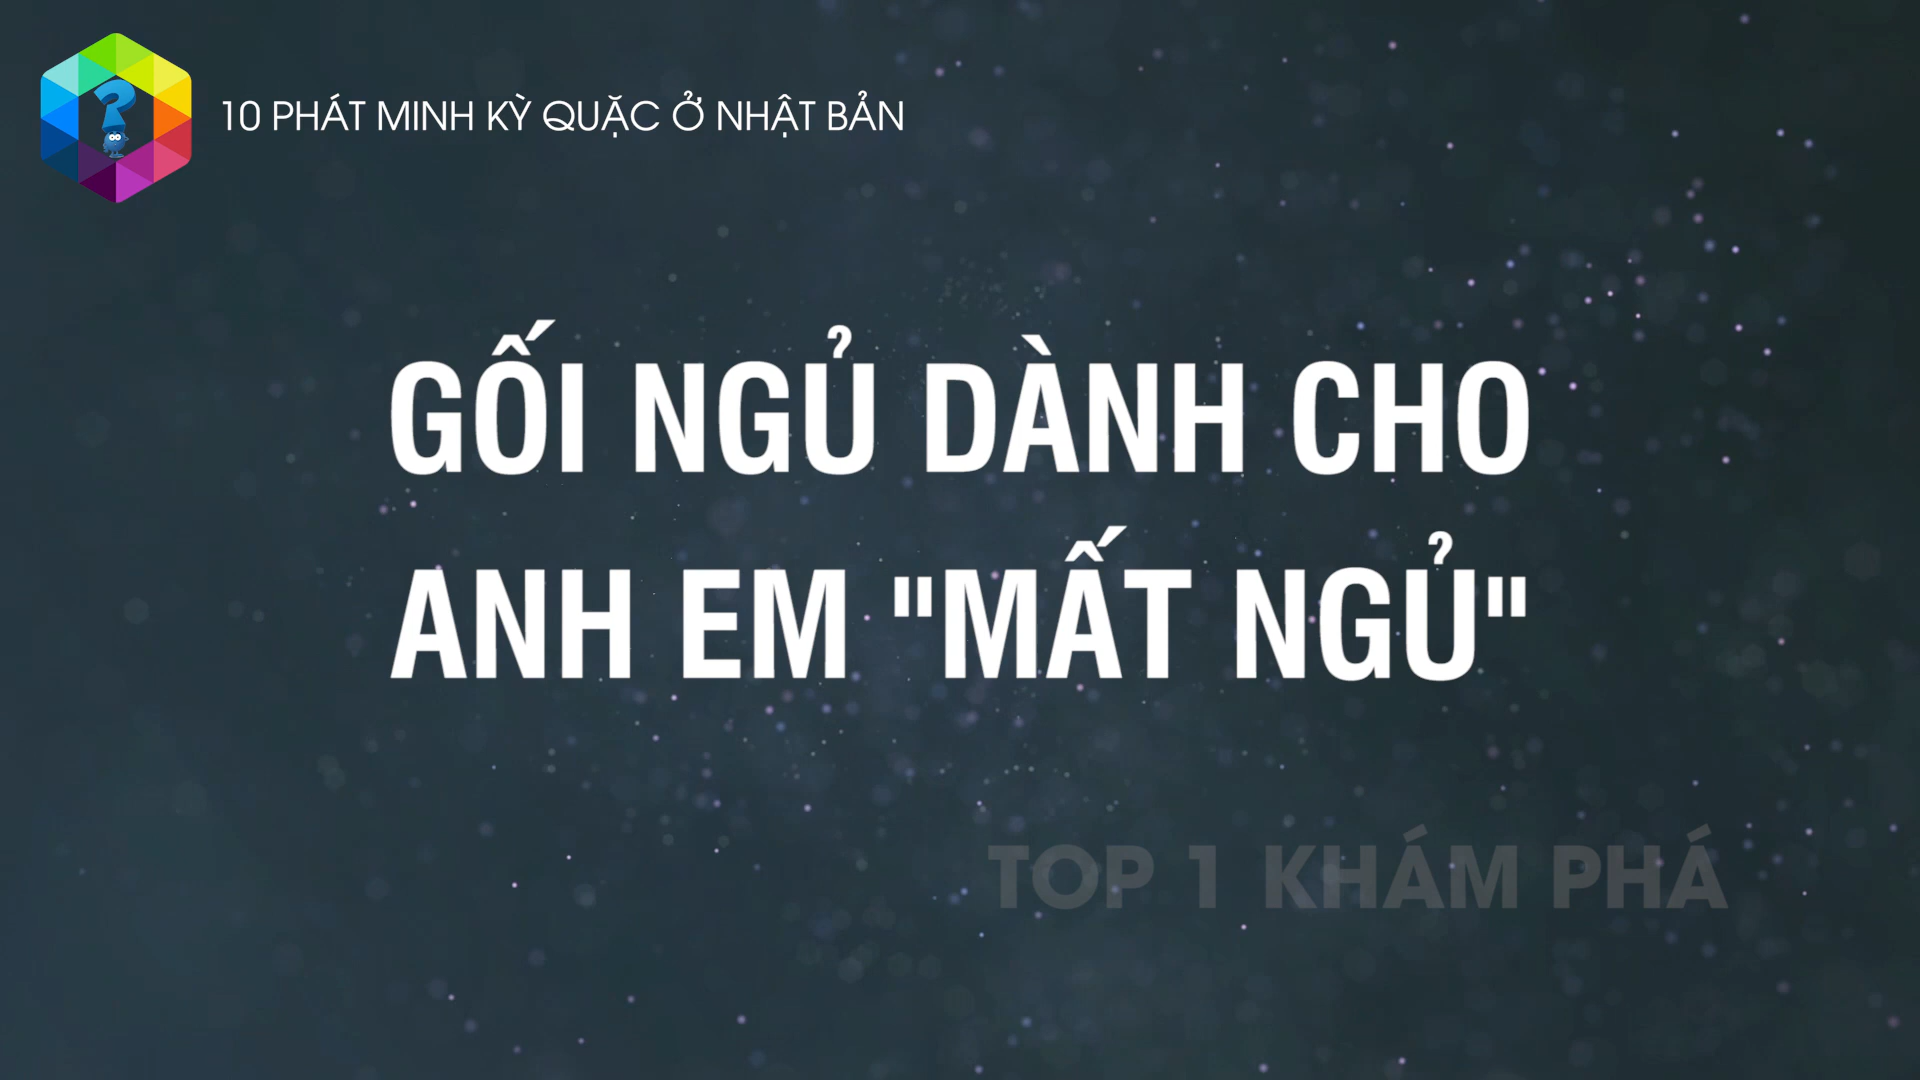 10 PHÁT MINH KỲ QUẶC Ở NHẬT BẢN
GỐI NGỦ DÀNH CHO
ANH EM "MẤT NGỦ"
TOP 1 KHÁM PHÁ